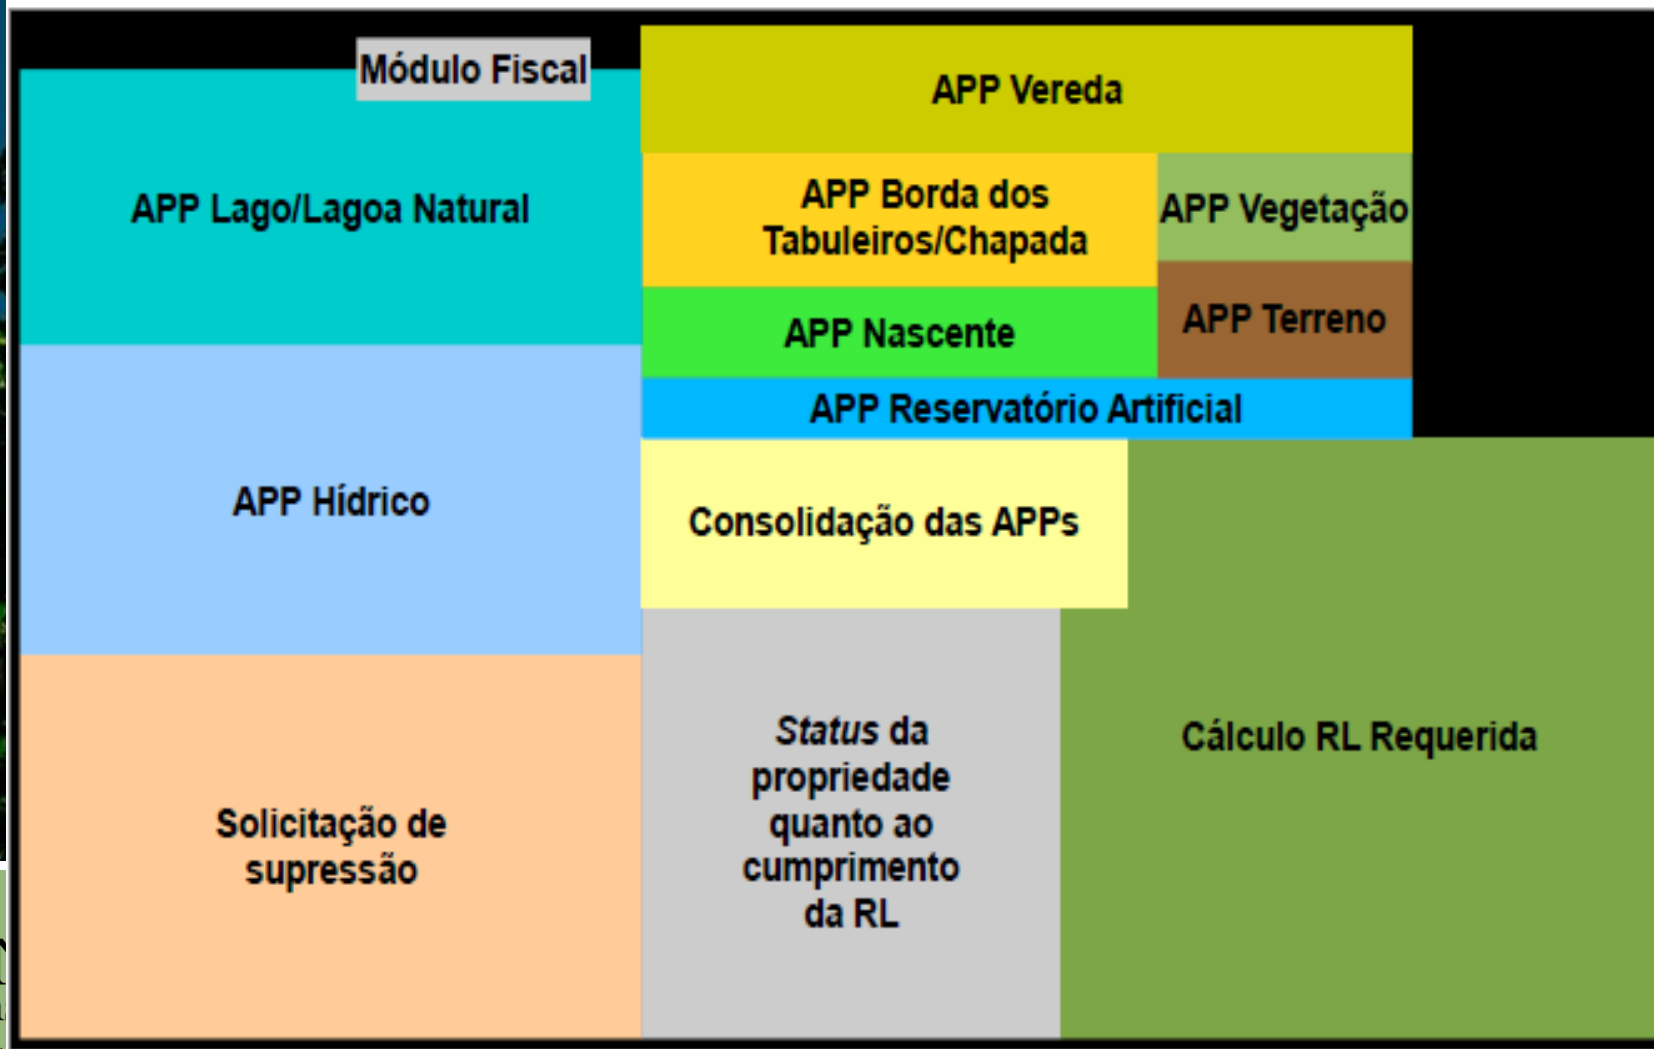 Módulo Fiscal
APP Vereda
APP Lago/Lagoa Natural
APP Borda dos
Tabuleiros/Chapada
APP Vegetação
APP Nascente
APP Terreno
APP Reservatório Artificial
APP Hídrico
Consolidação das APPs
Status da
propriedade
quanto ao
cumprimento
da RL
Cálculo RL Requerida
Solicitação de
supressão